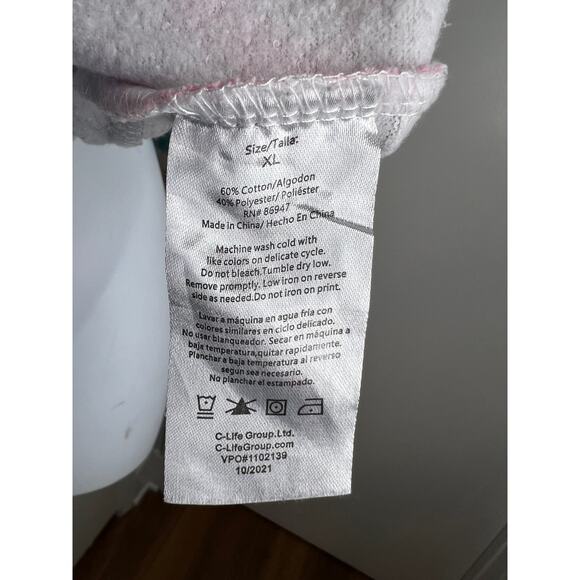 Size/Talla:
XL
60% Cotton/Algodon
40% Polyester/ Poliéster
RN# 86947
Made in China/ Hecho En China
Machine wash cold with
like colors on delicate cycle.
Do not bleach.Tumble dry low.
Remove promptly. Low iron on reverse
side as needed.Do not iron on print.
Lavar a máquina en agua fría con
colores similares en ciclo delicado.
No usar blanqueador. Secar en máquina a
baja temperatura,quitar rapidamente.
Planchar a baja temperatura al reverso
segun sea necesario.
No planchar el estampado.
C-Life Group.Ltd.
C-LifeGroup.com
VPO#1102139
10/2021